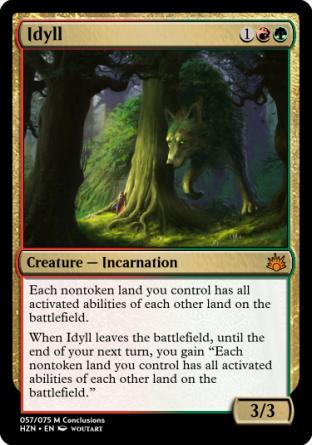 Idyll 1
Creature — Incarnation
Each nontoken land you control has all
activated abilities of each other land on the
battlefield.
When Idyll leaves the battlefield, until the
end of your next turn, you gain “Each
nontoken land you control has all activated
abilities of each other land on the
battlefield.”
3/3
057/075 M Conclusions
HZN • EN WOUTART